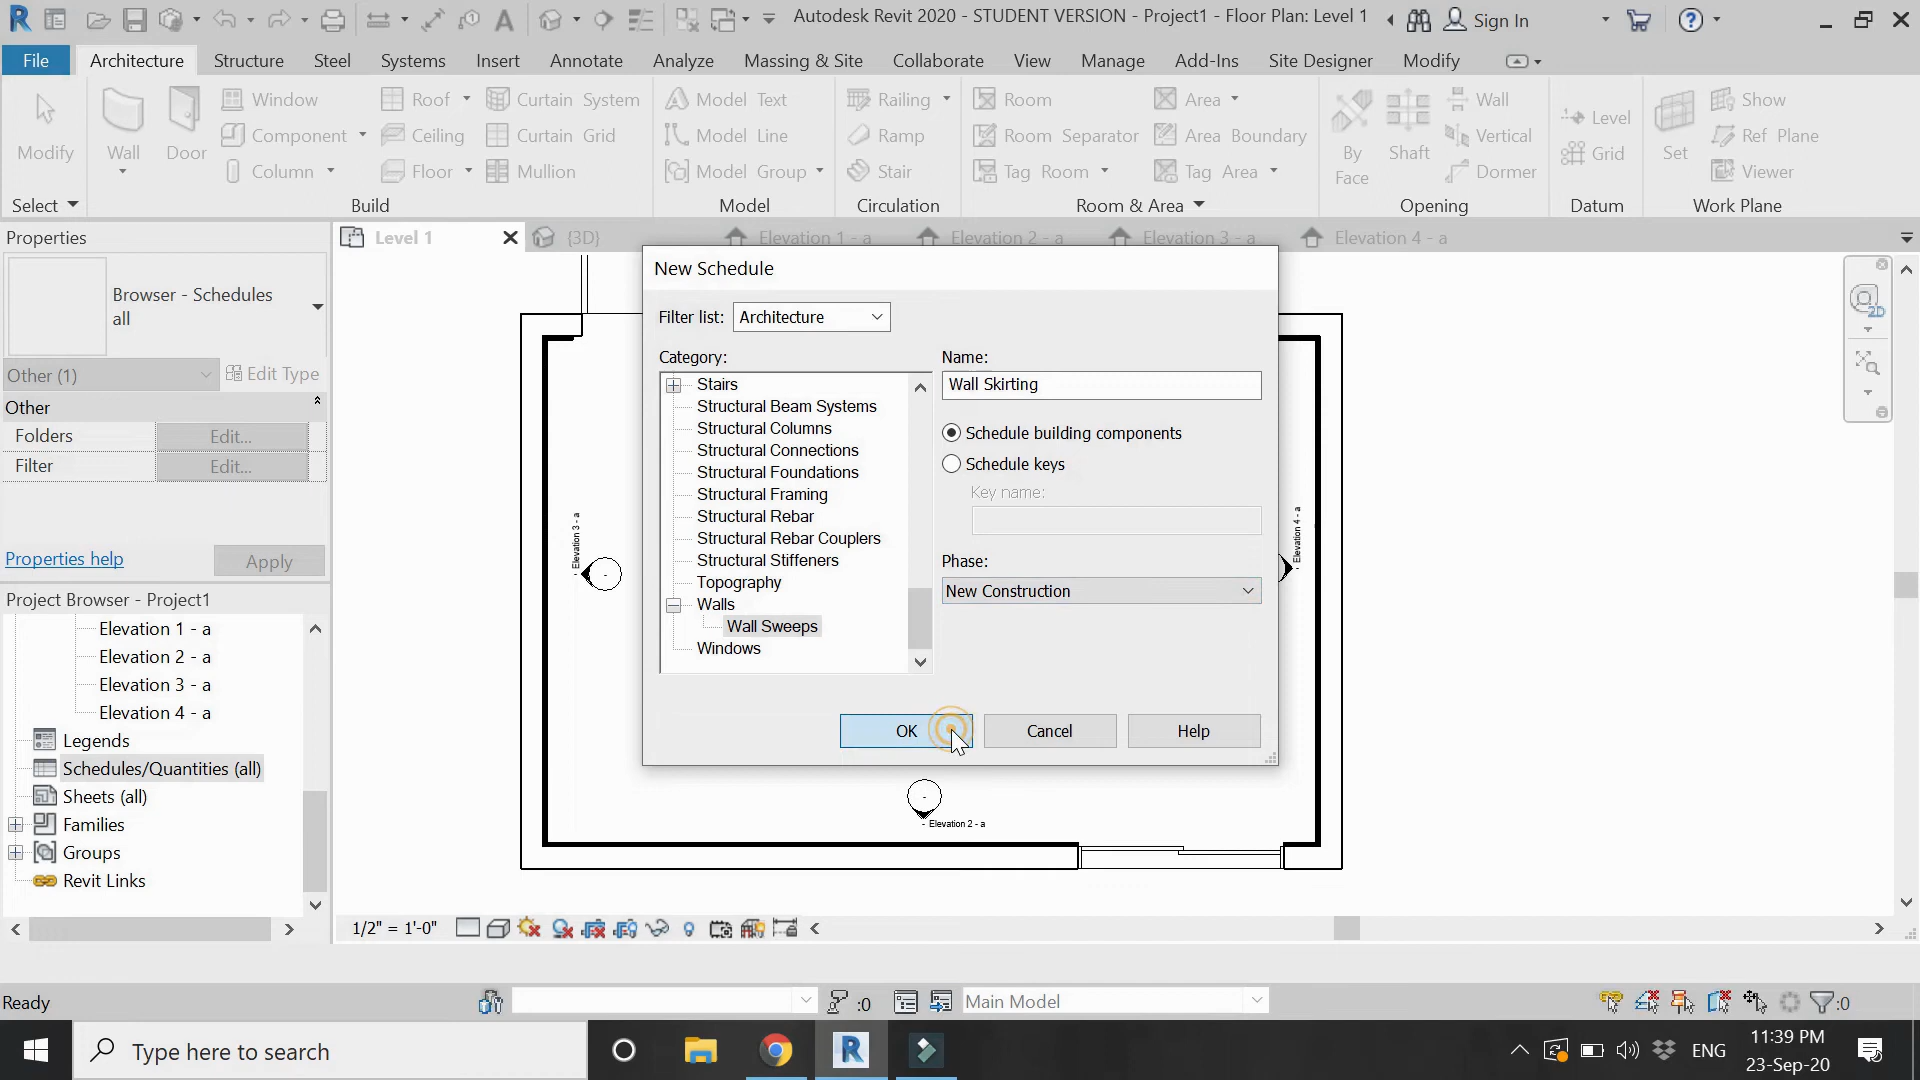 Autodesk Revit 2020 - STUDENT VERSION - Project1 - Floor Plan: Level 1
Sign In
File Architecture Structure Steel Systems Insert Annotate Analyze Massing & Site Collaborate View Manage Add-Ins Site Designer Modify
Modify
Wall
Door
Window
Component
Column
Roof
Ceiling
Floor
Curtain System
Curtain Grid
Mullion
Model Text
Model Line
Model Group
Railing
Ramp
Stair
Room
Room Separator
Tag Room
Area
Area Boundary
Tag Area
By
Face
Shaft
Wall
Vertical
Dormer
Level
Grid
Set
Show
Ref Plane
Viewer
Select Build Model Circulation Room & Area Opening Datum Work Plane
Properties
Level 1 {3D} Elevation 1 - a Elevation 2 - a Elevation 3 - a Elevation 4 - a
Browser - Schedules
all
Other (1) Edit Type
Other
Folders Edit...
Filter Edit...
Properties help Apply
Project Browser - Project1
Elevation 1 - a
Elevation 2 - a
Elevation 3 - a
Elevation 4 - a
Legends
Schedules/Quantities (all)
Sheets (all)
Families
Groups
Revit Links
New Schedule
Filter list: Architecture
Category:
Stairs
Structural Beam Systems
Structural Columns
Structural Connections
Structural Foundations
Structural Framing
Structural Rebar
Structural Rebar Couplers
Structural Stiffeners
Topography
Walls
Wall Sweeps
Windows
Name:
Wall Skirting
Schedule building components
Schedule keys
Key name:
Phase:
New Construction
OK Cancel Help
- Elevation 3 - a
- Elevation 4 - a
- Elevation 2 - a
1/2" = 1'-0"
2D
Ready
:0
Main Model
:0
Type here to search
ENG
11:39 PM
23-Sep-20